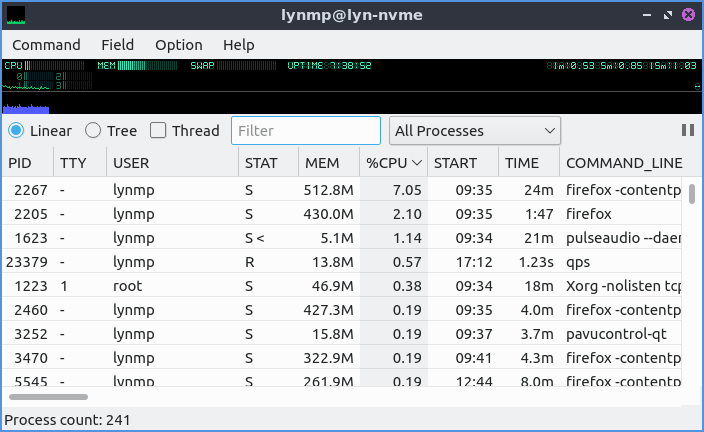 lynmp@lyn-nvme
Command Field Option Help
CPU MEM SWAP UPTIME 7:38:52 1m:0.53 5m:0.85 15m:1.03
0 2
1 3
Linear Tree Thread Filter All Processes
PID TTY USER STAT MEM %CPU START TIME COMMAND_LINE
2267 - lynmp S 512.8M 7.05 09:35 24m firefox -contentp
2205 - lynmp S 430.0M 2.10 09:35 1:47 firefox
1623 - lynmp S < 5.1M 1.14 09:34 21m pulseaudio --daer
23379 - lynmp R 13.8M 0.57 17:12 1.23s qps
1223 1 root S 46.9M 0.38 09:34 18m Xorg -nolisten tcp
2460 - lynmp S 427.3M 0.19 09:35 4.0m firefox -contentp
3252 - lynmp S 15.8M 0.19 09:37 3.7m pavucontrol-qt
3470 - lynmp S 322.9M 0.19 09:41 4.3m firefox -contentp
5545 - lynmp S 261.9M 0.19 12:44 8.0m firefox -contentp
Process count: 241